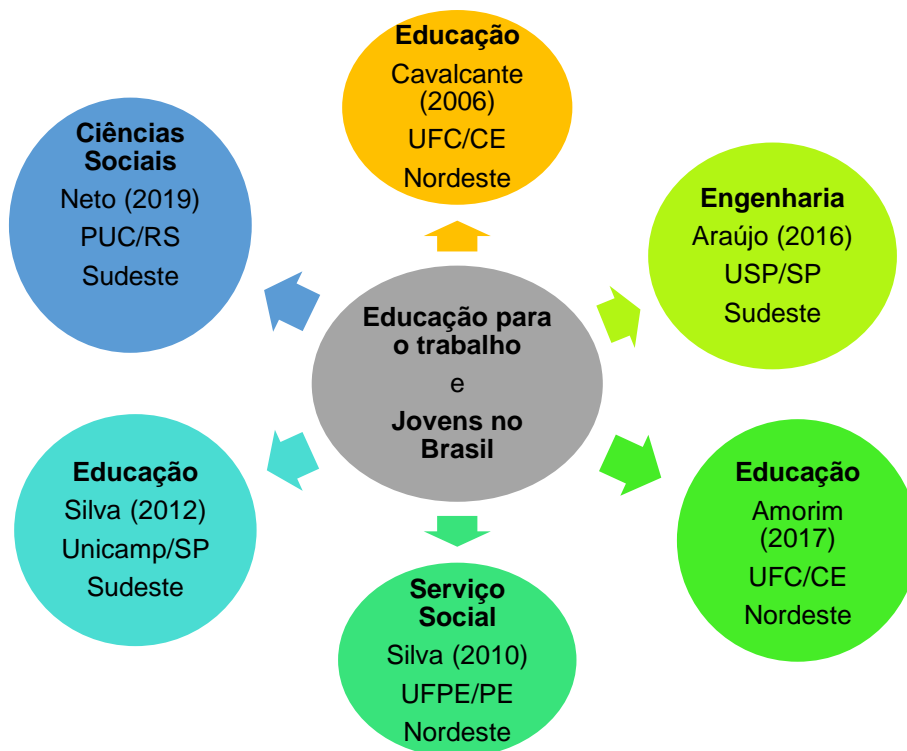 Educação
Cavalcante
(2006)
UFC/CE
Nordeste
Engenharia
Araújo (2016)
USP/SP
Sudeste
Educação
Amorim
(2017)
UFC/CE
Nordeste
Serviço
Social
Silva (2010)
UFPE/PE
Nordeste
Educação
Silva (2012)
Unicamp/SP
Sudeste
Ciências
Sociais
Neto (2019)
PUC/RS
Sudeste
Educação para
o trabalho
e
Jovens no
Brasil